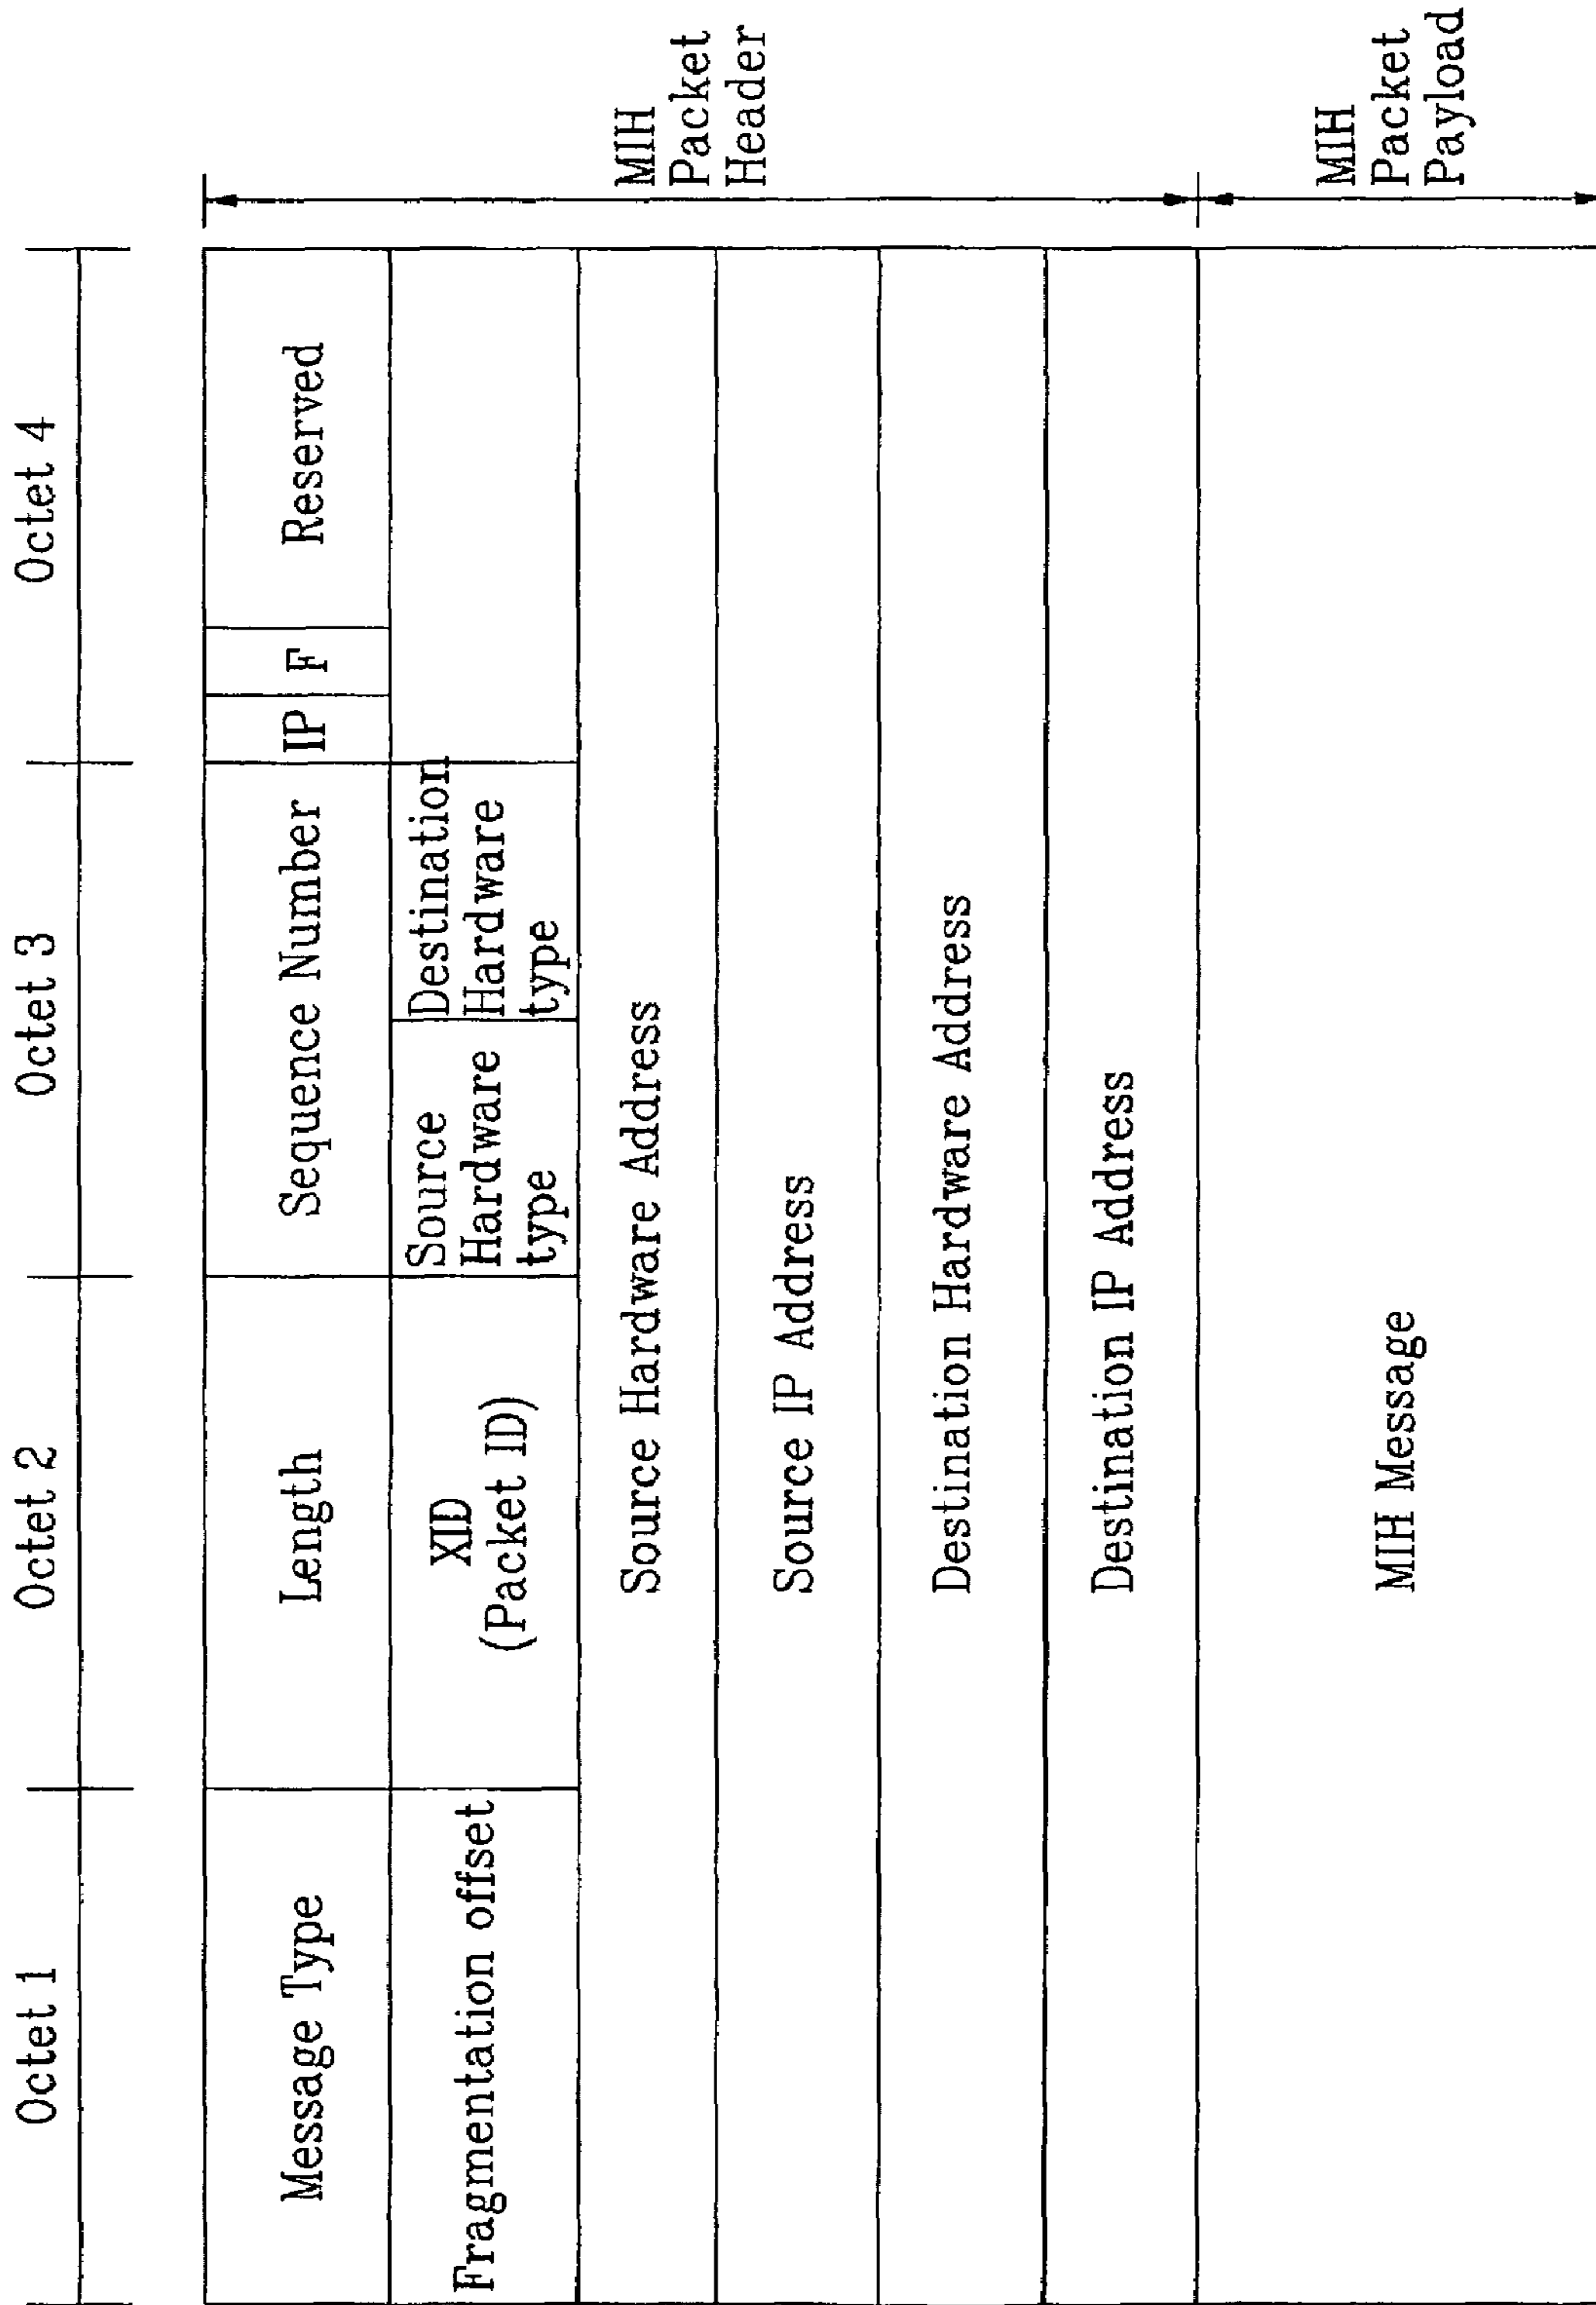 Octet 1
Octet 2
Octet 3
Octet 4
Message Type
Length
Sequence Number
IP
F
Reserved
Fragmentation offset
XID
(Packet ID)
Source
Hardware
type
Destination
Hardware
type
Source Hardware Address
Source IP Address
Destination Hardware Address
Destination IP Address
MIH Message
MIH
Packet
Header
MIH
Packet
Payload